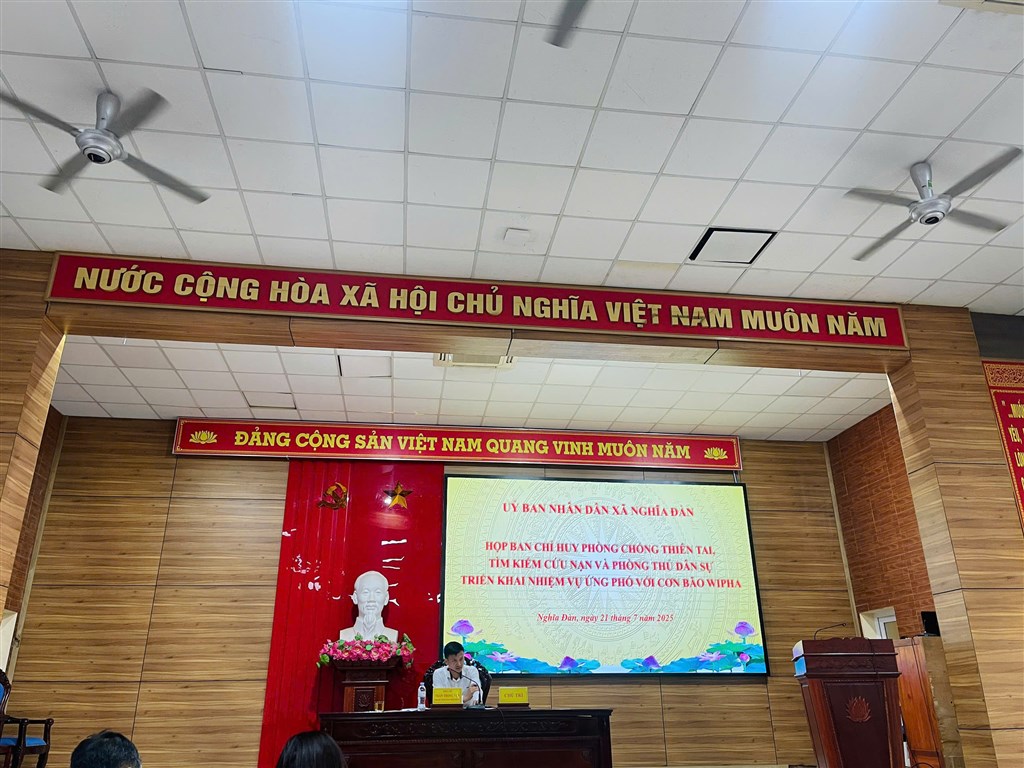 NƯỚC CỘNG HÒA XÃ HỘI CHỦ NGHĨA VIỆT NAM MUÔN NĂM
ĐẢNG CỘNG SẢN VIỆT NAM QUANG VINH MUÔN NĂM
UỶ BAN NHÂN DÂN XÃ NGHĨA ĐÀN
HỌP BAN CHỈ HUY PHÒNG CHỐNG THIÊN TAI,
TÌM KIẾM CỨU NẠN VÀ PHÒNG THỦ DÂN SỰ
TRIỂN KHAI NHIỆM VỤ ỨNG PHÓ VỚI CƠN BÃO WIPHA
Nghĩa Đàn, ngày 21 tháng 7 năm 2025
CHỦ TRÌ